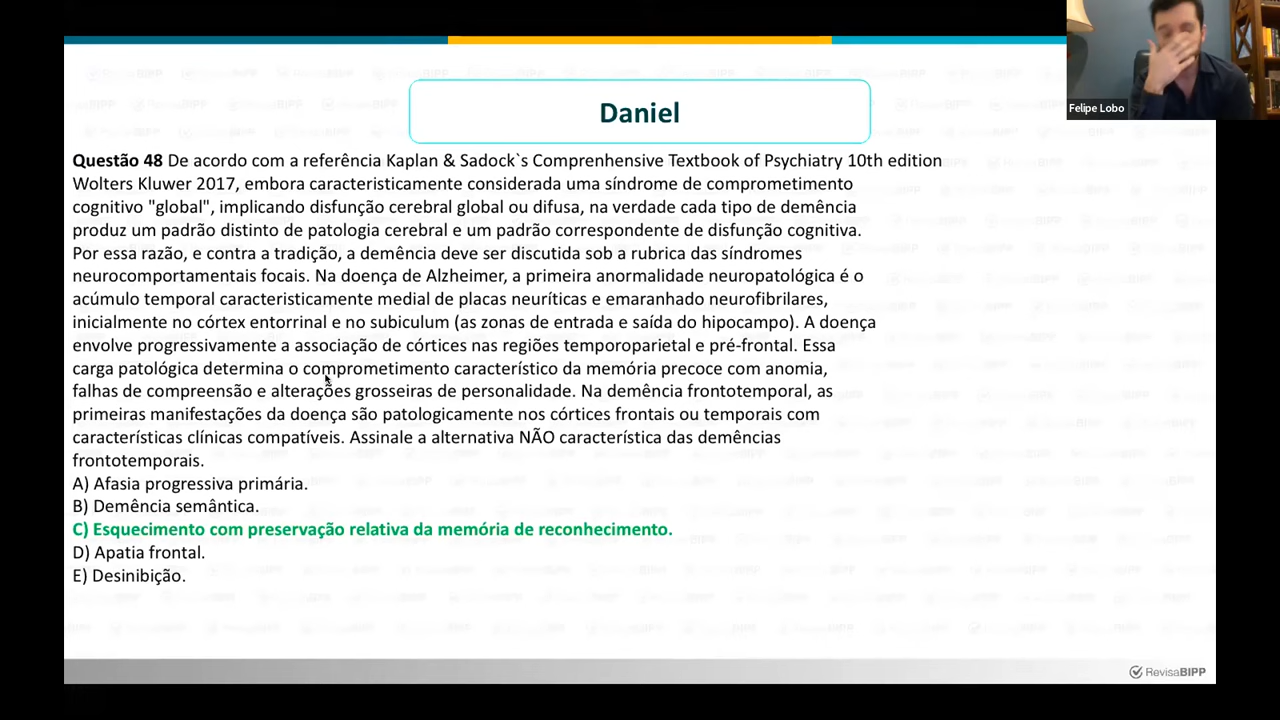 Felipe Lobo
Daniel
Questão 48 De acordo com a referência Kaplan & Sadock`s Comprenhensive Textbook of Psychiatry 10th edition
Wolters Kluwer 2017, embora caracteristicamente considerada uma síndrome de comprometimento
cognitivo "global", implicando disfunção cerebral global ou difusa, na verdade cada tipo de demência
produz um padrão distinto de patologia cerebral e um padrão correspondente de disfunção cognitiva.
Por essa razão, e contra a tradição, a demência deve ser discutida sob a rubrica das síndromes
neurocomportamentais focais. Na doença de Alzheimer, a primeira anormalidade neuropatológica é o
acúmulo temporal caracteristicamente medial de placas neuríticas e emaranhado neurofibrilares,
inicialmente no córtex entorrinal e no subiculum (as zonas de entrada e saída do hipocampo). A doença
envolve progressivamente a associação de córtices nas regiões temporoparietal e pré-frontal. Essa
carga patológica determina o comprometimento característico da memória precoce com anomia,
falhas de compreensão e alterações grosseiras de personalidade. Na demência frontotemporal, as
primeiras manifestações da doença são patologicamente nos córtices frontais ou temporais com
características clínicas compatíveis. Assinale a alternativa NÃO característica das demências
frontotemporais.
A) Afasia progressiva primária.
B) Demência semântica.
C) Esquecimento com preservação relativa da memória de reconhecimento.
D) Apatia frontal.
E) Desinibição.
RevisaBIPP